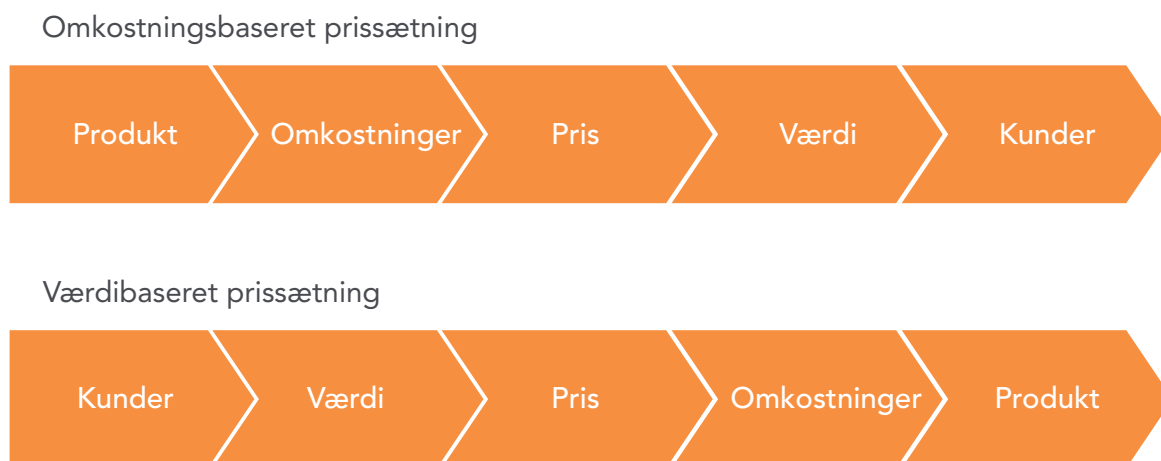 Omkostningsbaseret prissætning
Produkt Omkostninger Pris Værdi Kunder
Værdibaseret prissætning
Kunder Værdi Pris Omkostninger Produkt